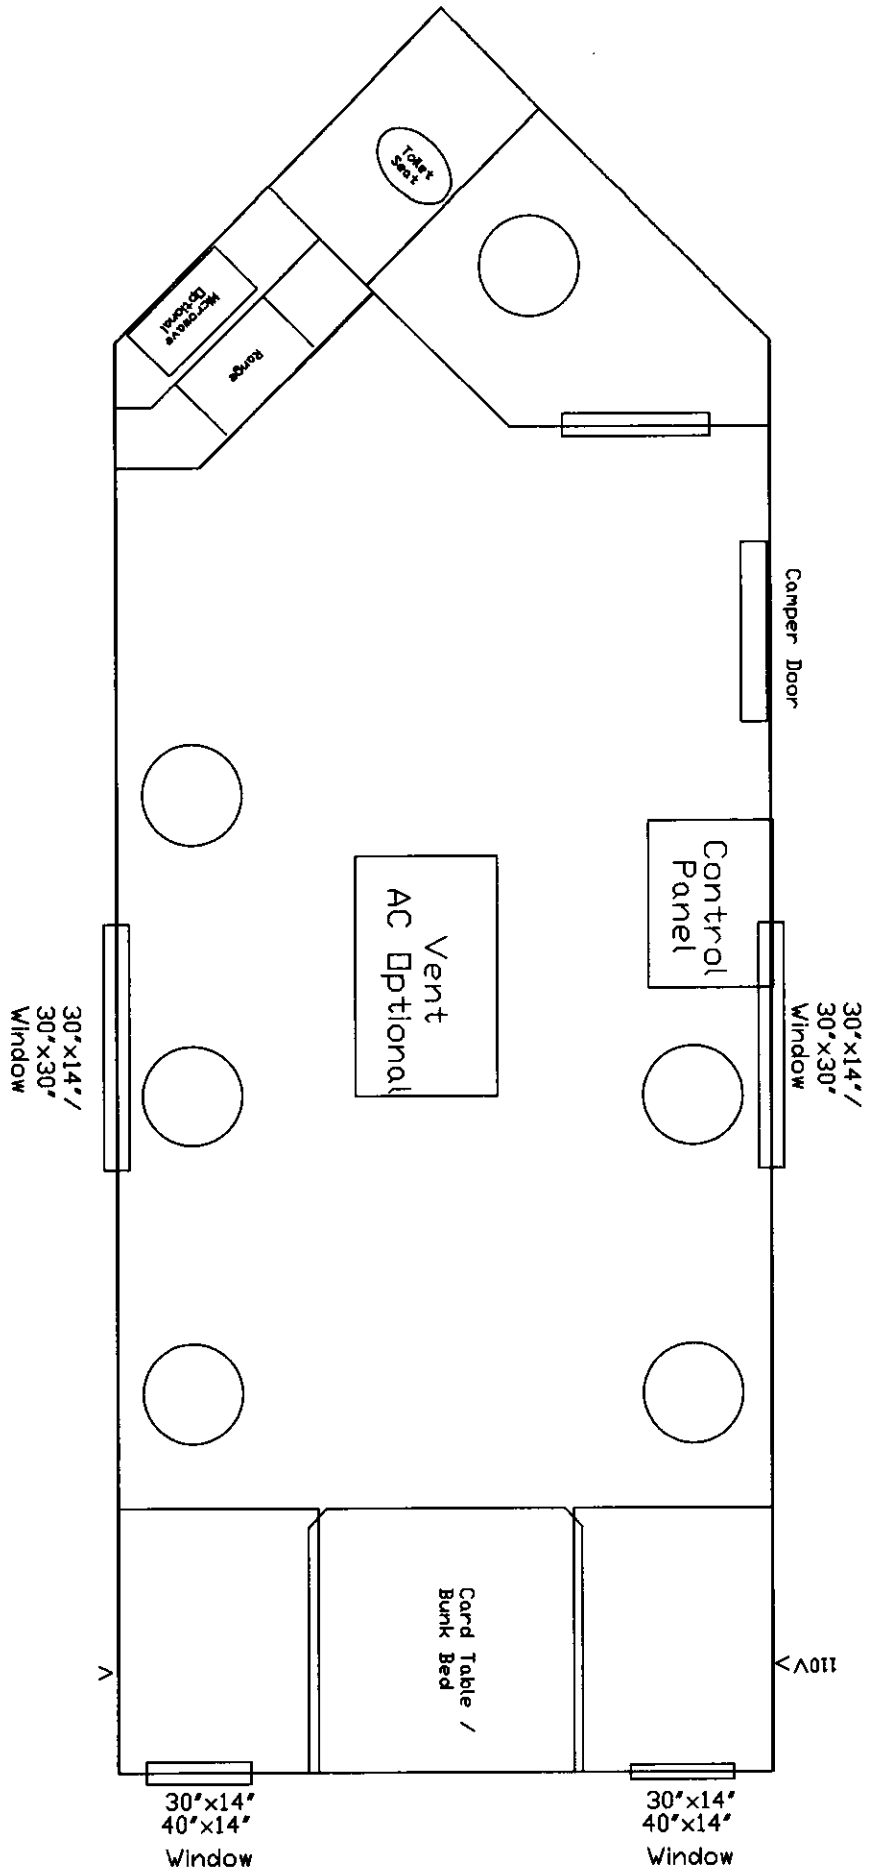 Toilet
Seat
Microwave
Optional
Range
Camper Door
Control
Panel
Vent
AC Optional
30"x14"/
30"x30"
Window
30"x14"/
30"x30"
Window
Card Table /
Bunk Bed
110V
30"x14"
40"x14"
Window
30"x14"
40"x14"
Window